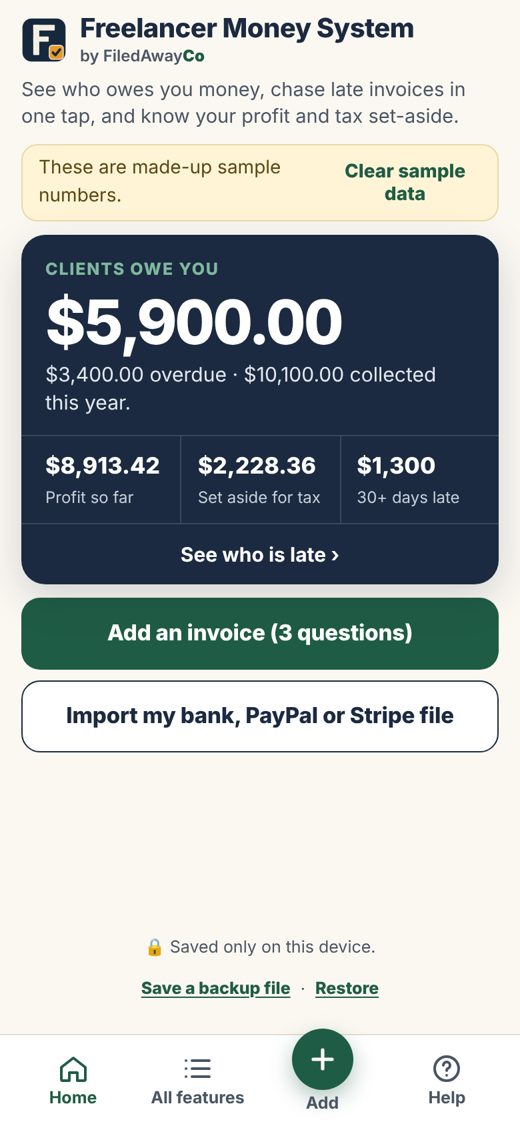 F
Freelancer Money System
by FiledAwayCo
See who owes you money, chase late invoices in
one tap, and know your profit and tax set-aside.
These are made-up sample
numbers.
Clear sample
data
CLIENTS OWE YOU
$5,900.00
$3,400.00 overdue · $10,100.00 collected
this year.
$8,913.42
Profit so far
$2,228.36
Set aside for tax
$1,300
30+ days late
See who is late ›
Add an invoice (3 questions)
Import my bank, PayPal or Stripe file
🔒 Saved only on this device.
Save a backup file · Restore
Home
All features
Add
Help